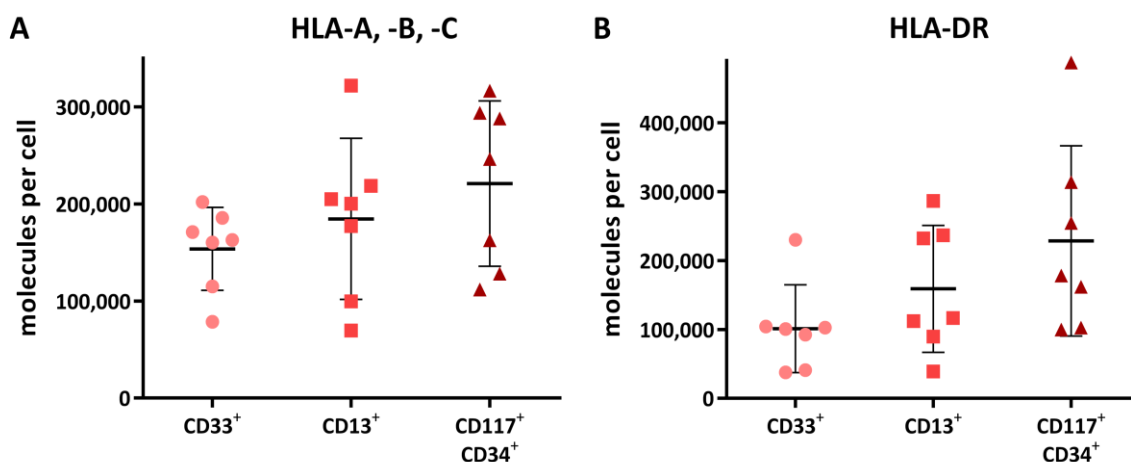 A
HLA-A, -B, -C
molecules per cell
300,000
200,000
100,000
0
CD33⁺
CD13⁺
CD117⁺
CD34⁺
B
HLA-DR
molecules per cell
400,000
300,000
200,000
100,000
0
CD33⁺
CD13⁺
CD117⁺
CD34⁺